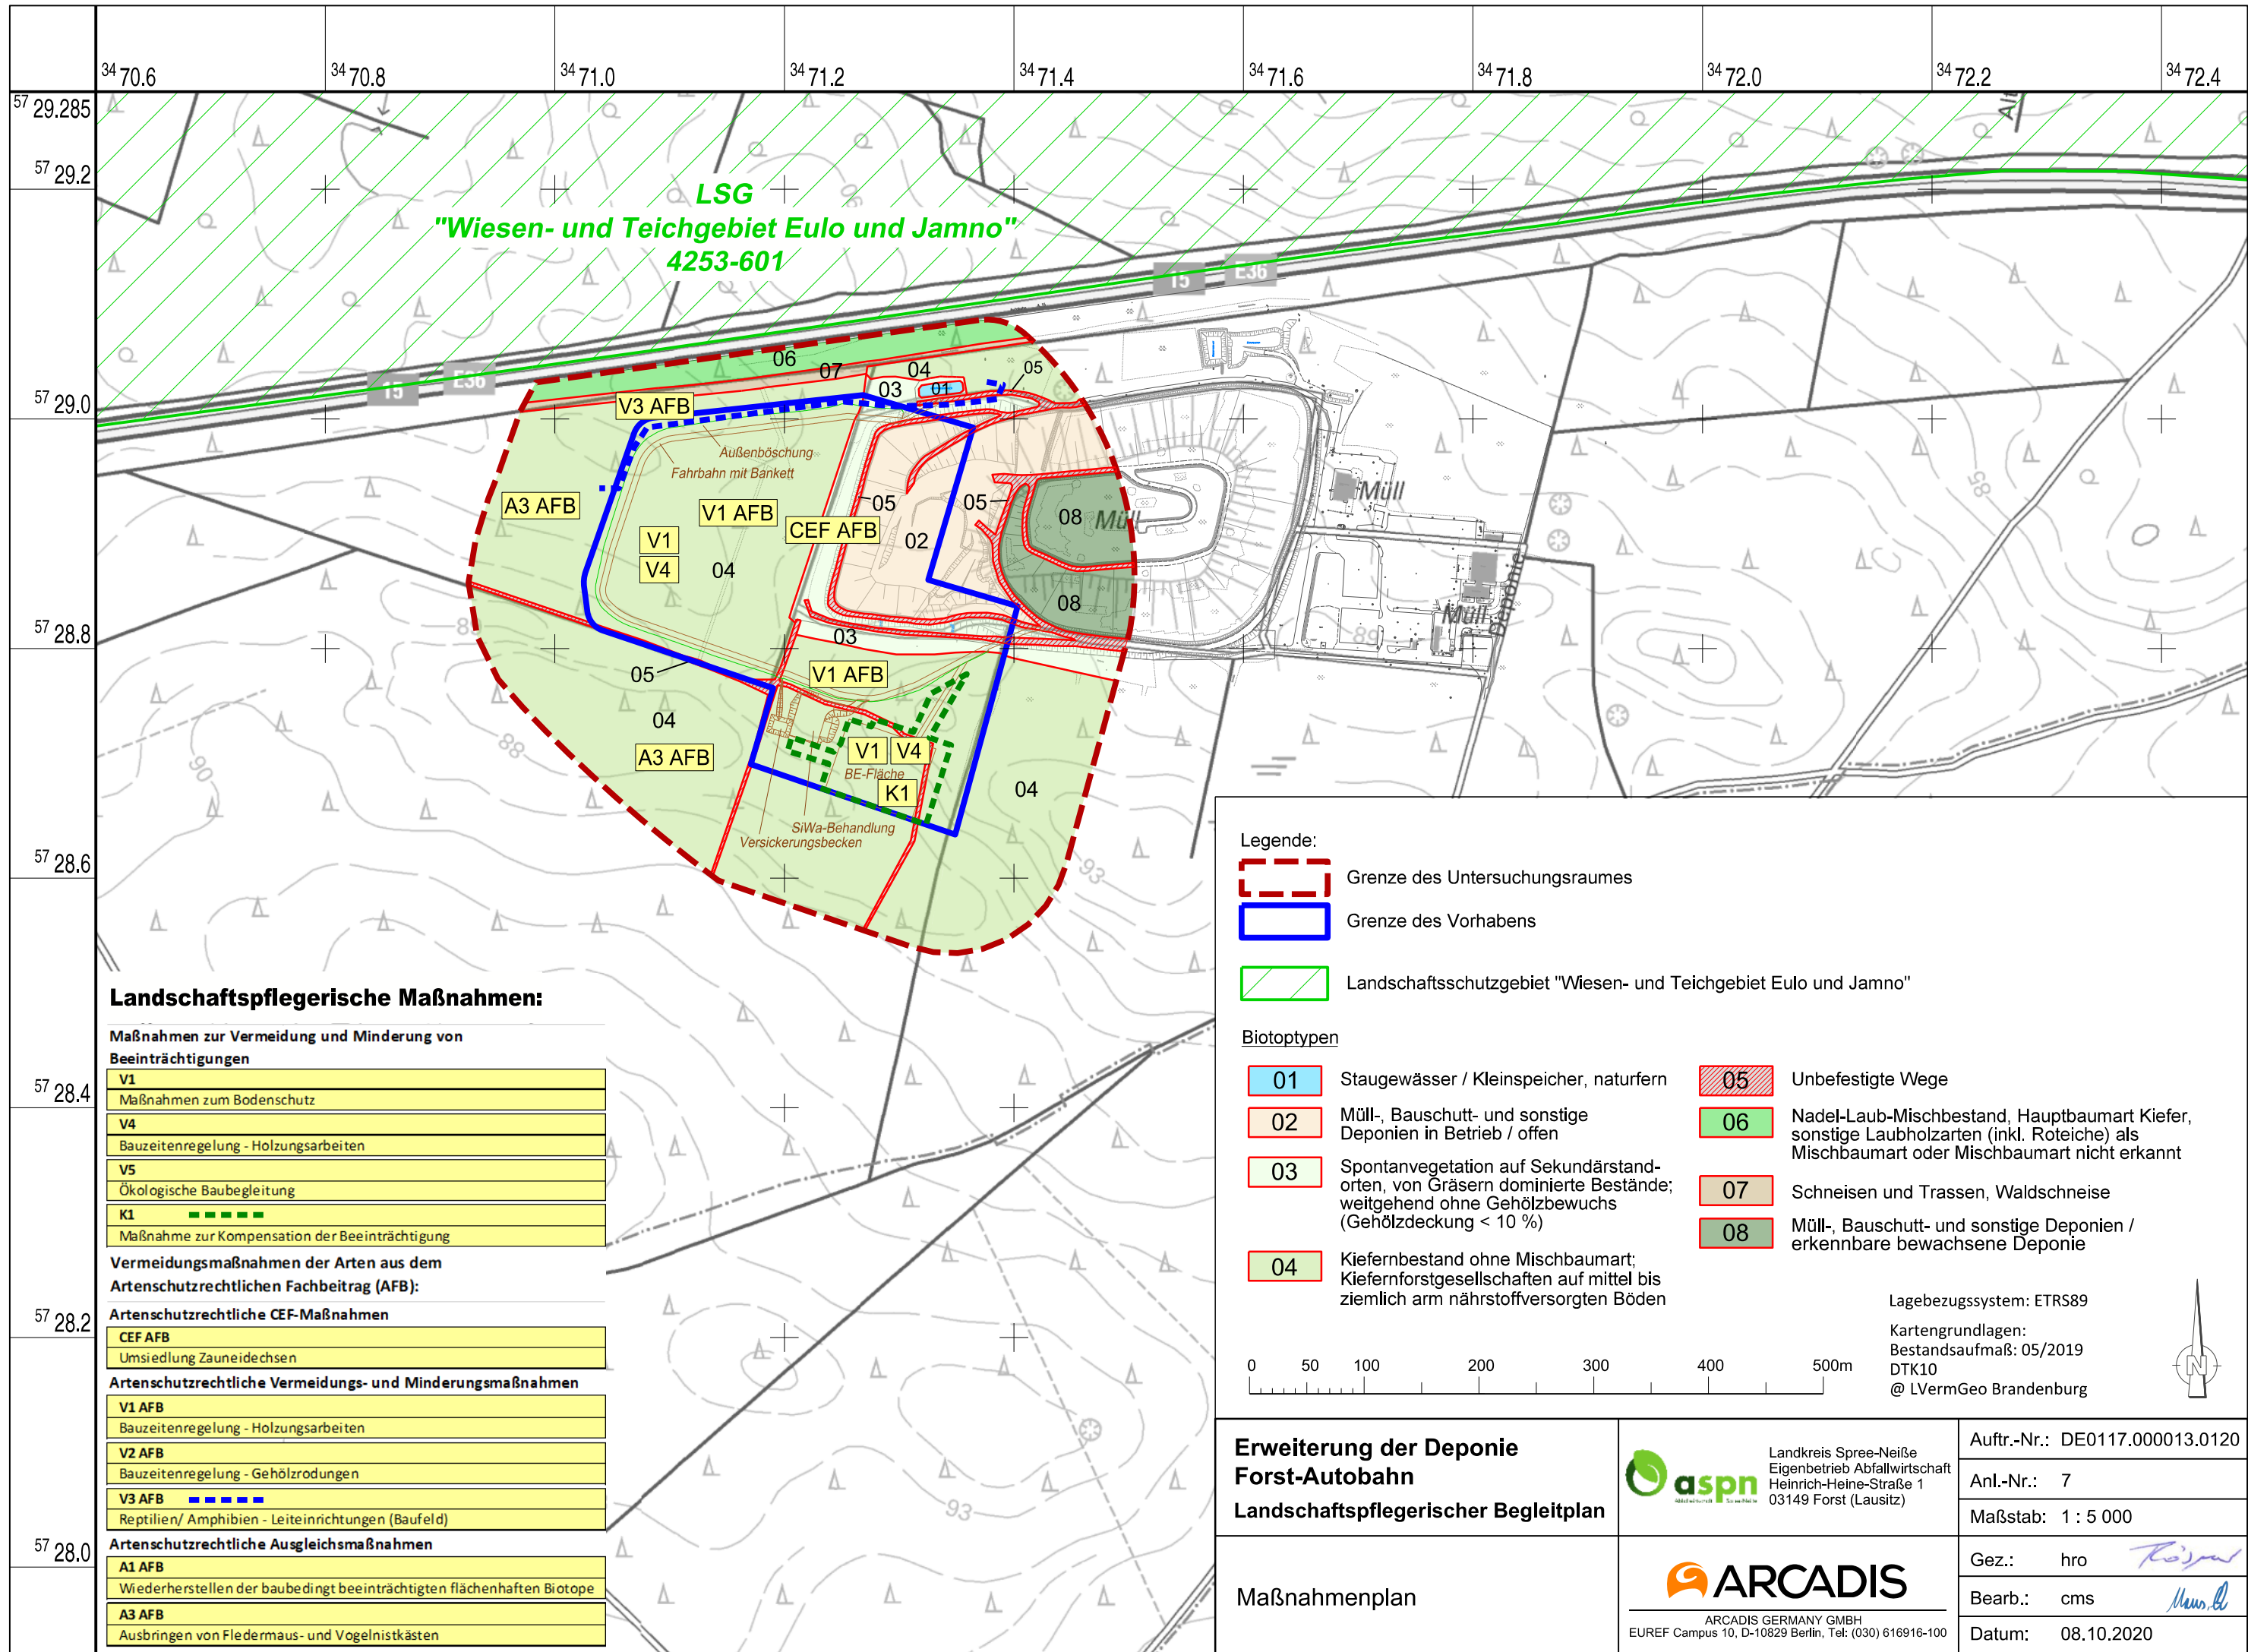 34 70.6
34 70.8
34 71.0
34 71.2
34 71.4
34 71.6
34 71.8
34 72.0
34 72.2
34 72.4
57 29.285
57 29.2
57 29.0
57 28.8
57 28.6
57 28.4
57 28.2
57 28.0
LSG
"Wiesen- und Teichgebiet Eulo und Jamno"
4253-601
90
15
E36
15
E36
06
07
04
05
03
01
V3 AFB
Außenböschung
Fahrbahn mit Bankett
A3 AFB
V1 AFB
05
CEF AFB
05
08
Müll
Müll
V1
V4
04
02
08
Müll
Deponie
85
89
03
05
V1 AFB
04
A3 AFB
V1
V4
BE-Fläche
K1
04
SiWa-Behandlung
Versickerungsbecken
88
90
93
93
Landschaftspflegerische Maßnahmen:
Maßnahmen zur Vermeidung und Minderung von
Beeinträchtigungen
V1
Maßnahmen zum Bodenschutz
V4
Bauzeitenregelung - Holzungsarbeiten
V5
Ökologische Baubegleitung
K1
Maßnahme zur Kompensation der Beeinträchtigung
Vermeidungsmaßnahmen der Arten aus dem
Artenschutzrechtlichen Fachbeitrag (AFB):
Artenschutzrechtliche CEF-Maßnahmen
CEF AFB
Umsiedlung Zauneidechsen
Artenschutzrechtliche Vermeidungs- und Minderungsmaßnahmen
V1 AFB
Bauzeitenregelung - Holzungsarbeiten
V2 AFB
Bauzeitenregelung - Gehölzrodungen
V3 AFB
Reptilien/ Amphibien - Leiteinrichtungen (Baufeld)
Artenschutzrechtliche Ausgleichsmaßnahmen
A1 AFB
Wiederherstellen der baubedingt beeinträchtigten flächenhaften Biotope
A3 AFB
Ausbringen von Fledermaus- und Vogelnistkästen
Legende:
Grenze des Untersuchungsraumes
Grenze des Vorhabens
Landschaftsschutzgebiet "Wiesen- und Teichgebiet Eulo und Jamno"
Biotoptypen
01 Staugewässer / Kleinspeicher, naturfern
02 Müll-, Bauschutt- und sonstige
Deponien in Betrieb / offen
03 Spontanvegetation auf Sekundärstand-
orten, von Gräsern dominierte Bestände;
weitgehend ohne Gehölzbewuchs
(Gehölzdeckung < 10 %)
04 Kiefernbestand ohne Mischbaumart;
Kiefernforstgesellschaften auf mittel bis
ziemlich arm nährstoffversorgten Böden
05 Unbefestigte Wege
06 Nadel-Laub-Mischbestand, Hauptbaumart Kiefer,
sonstige Laubholzarten (inkl. Roteiche) als
Mischbaumart oder Mischbaumart nicht erkannt
07 Schneisen und Trassen, Waldschneise
08 Müll-, Bauschutt- und sonstige Deponien /
erkennbare bewachsene Deponie
0 50 100 200 300 400 500m
Lagebezugssystem: ETRS89
Kartengrundlagen:
Bestandsaufmaß: 05/2019
DTK10
@ LVermGeo Brandenburg
N
Erweiterung der Deponie
Forst-Autobahn
Landschaftspflegerischer Begleitplan
Maßnahmenplan
aspn
Landkreis Spree-Neiße
Eigenbetrieb Abfallwirtschaft
Heinrich-Heine-Straße 1
03149 Forst (Lausitz)
ARCADIS
ARCADIS GERMANY GMBH
EUREF Campus 10, D-10829 Berlin, Tel: (030) 616916-100
Auftr.-Nr.: DE0117.000013.0120
Anl.-Nr.: 7
Maßstab: 1 : 5 000
Gez.: hro
Bearb.: cms
Datum: 08.10.2020